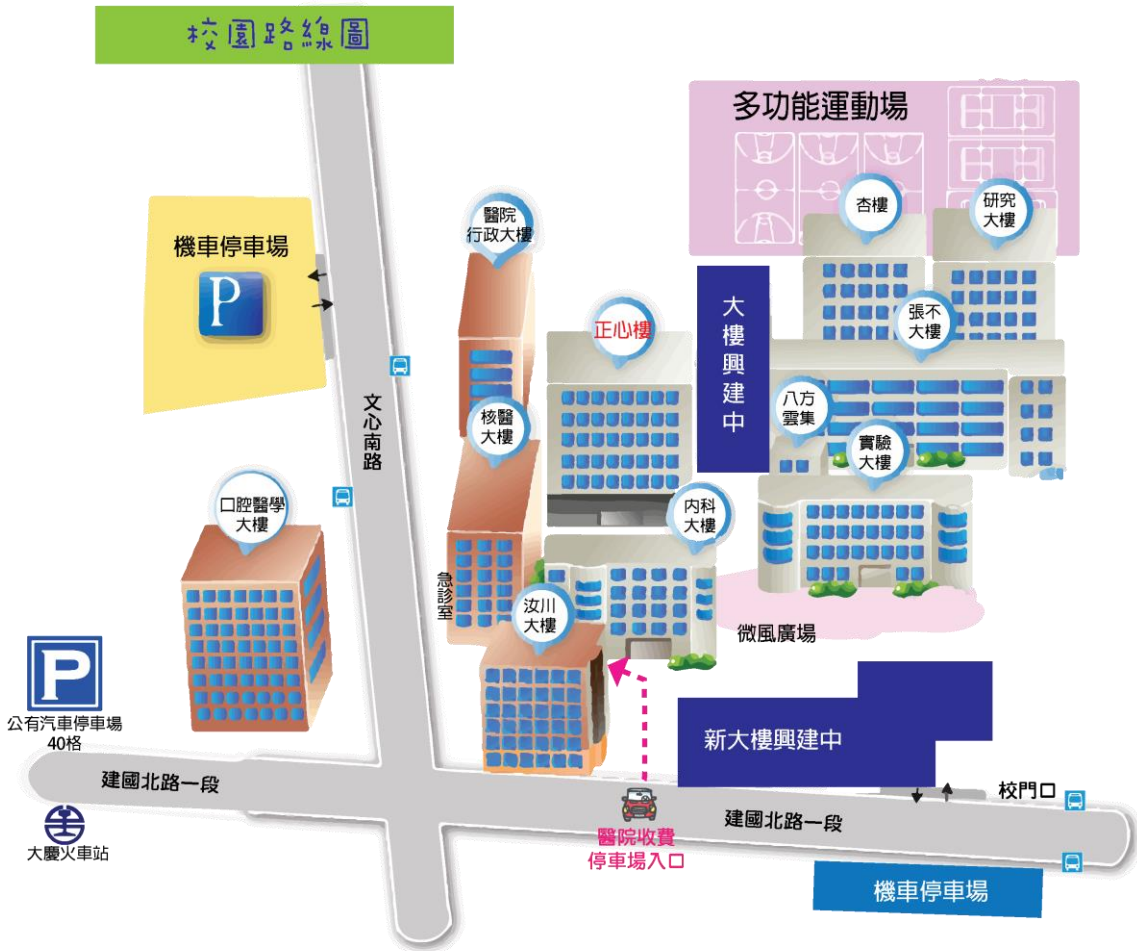 校園路線圖
多功能運動場
杏樓
研究
大樓
醫院
行政大樓
機車停車場
P
正心樓
大樓興建中
張不
大樓
文心南路
核醫
大樓
八方
雲集
實驗
大樓
口腔醫學
大樓
內科
大樓
急診室
汝川
大樓
微風廣場
P
公有汽車停車場
40格
新大樓興建中
建國北路一段
校門口
大慶火車站
建國北路一段
醫院收費
停車場入口
機車停車場